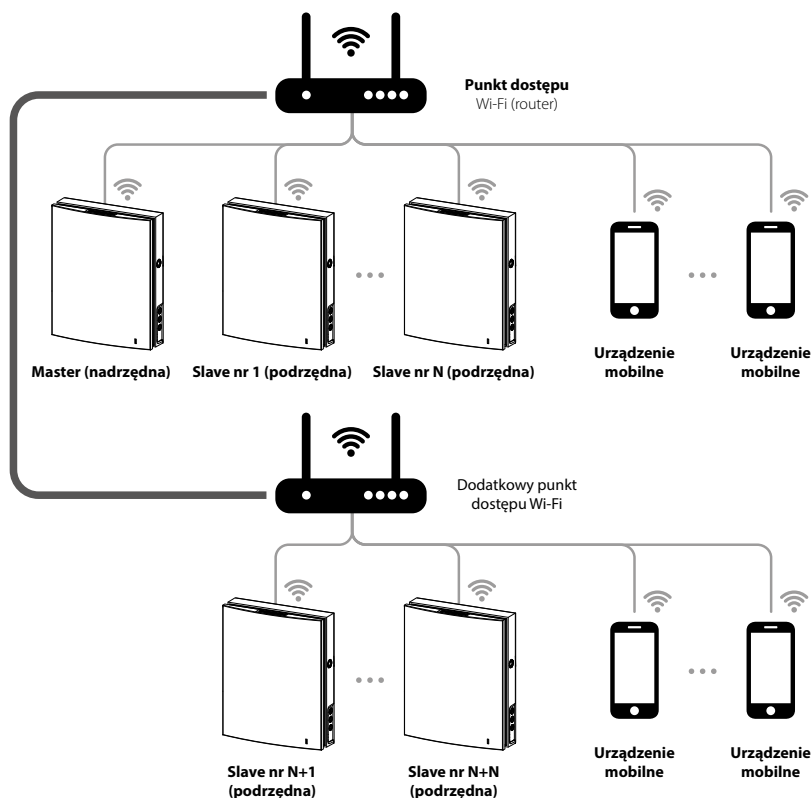 Punkt dostępu
Wi-Fi (router)
Master (nadrzędna)
Slave nr 1 (podrzędna)
Slave nr N (podrzędna)
Urządzenie
mobilne
Urządzenie
mobilne
Dodatkowy punkt
dostępu Wi-Fi
Slave nr N+1
(podrzędna)
Slave nr N+N
(podrzędna)
Urządzenie
mobilne
Urządzenie
mobilne